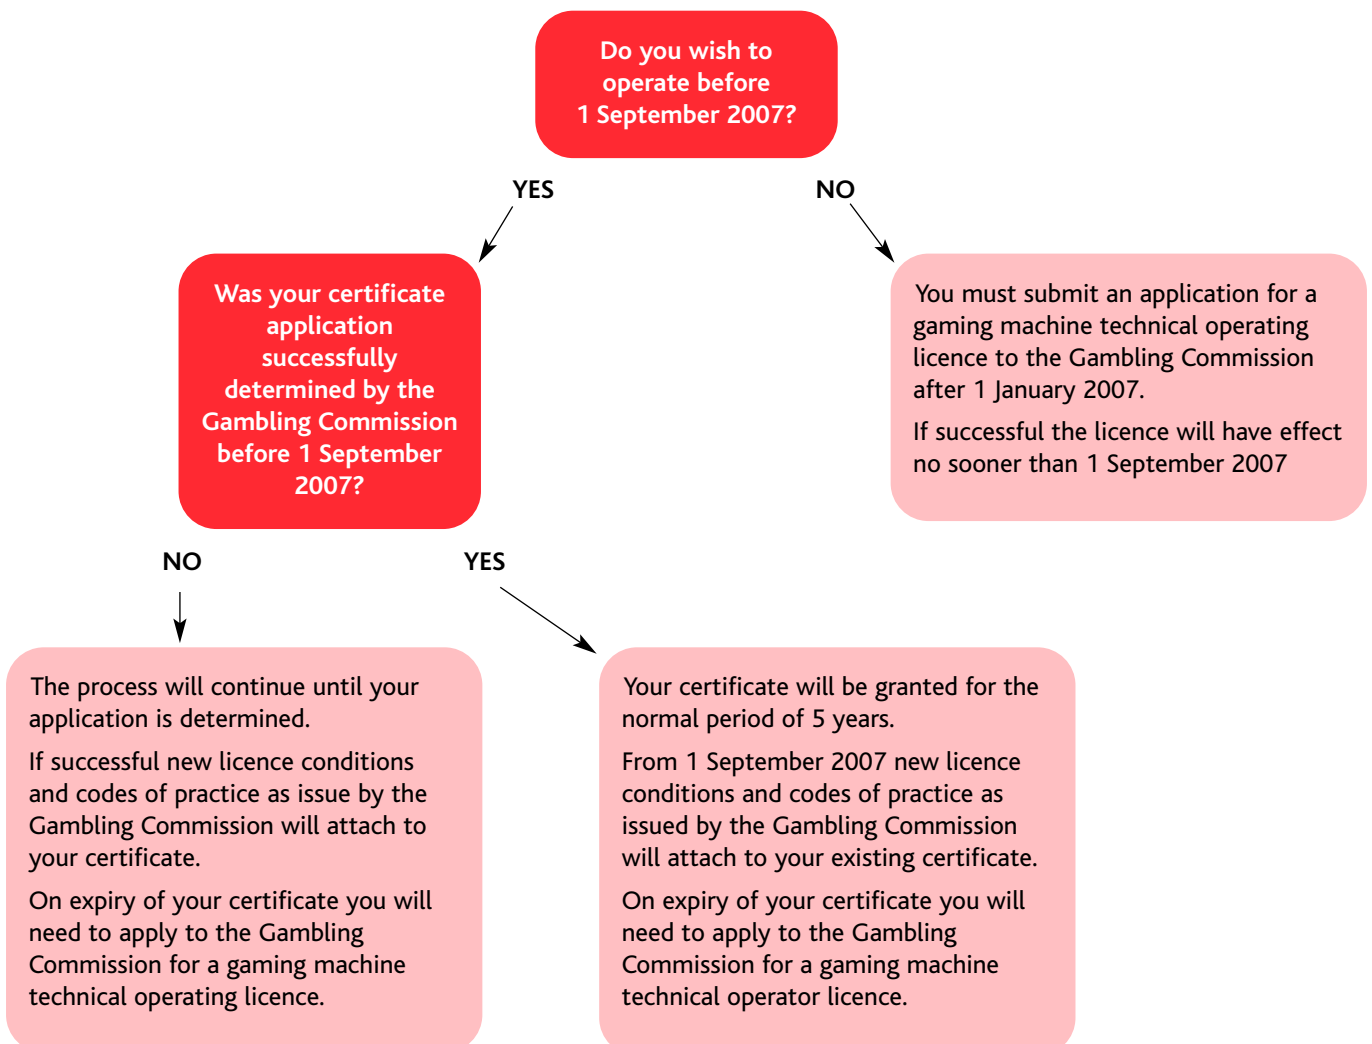 Do you wish to
operate before
1 September 2007?
YES
NO
Was your certificate
application
successfully
determined by the
Gambling Commission
before 1 September
2007?
You must submit an application for a
gaming machine technical operating
licence to the Gambling Commission
after 1 January 2007.
If successful the licence will have effect
no sooner than 1 September 2007
NO
YES
The process will continue until your
application is determined.
If successful new licence conditions
and codes of practice as issue by the
Gambling Commission will attach to
your certificate.
On expiry of your certificate you will
need to apply to the Gambling
Commission for a gaming machine
technical operating licence.
Your certificate will be granted for the
normal period of 5 years.
From 1 September 2007 new licence
conditions and codes of practice as
issued by the Gambling Commission
will attach to your existing certificate.
On expiry of your certificate you will
need to apply to the Gambling
Commission for a gaming machine
technical operator licence.